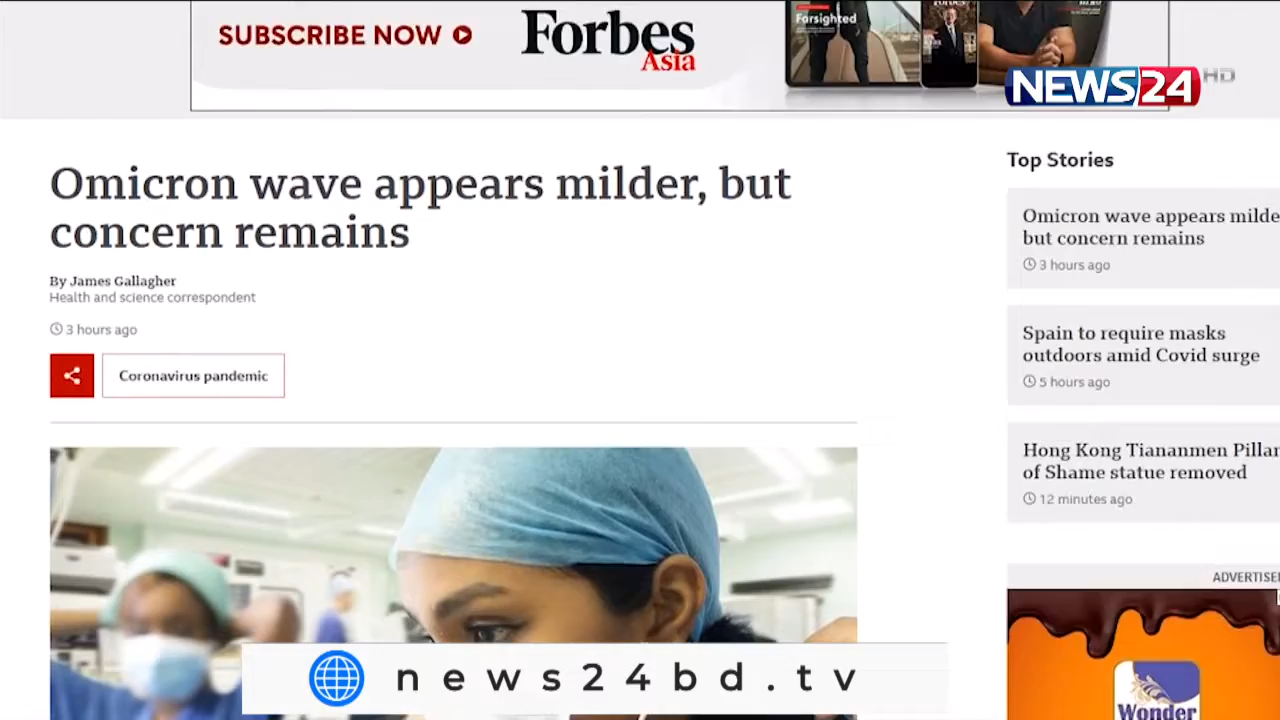 SUBSCRIBE NOW
Forbes
Asia
Farsighted
NEWS24 HD
Omicron wave appears milder, but
concern remains
By James Gallagher
Health and science correspondent
3 hours ago
Coronavirus pandemic
Top Stories
Omicron wave appears milde
but concern remains
3 hours ago
Spain to require masks
outdoors amid Covid surge
5 hours ago
Hong Kong Tiananmen Pillar
of Shame statue removed
12 minutes ago
ADVERTISE
Wonder
news24bd.tv